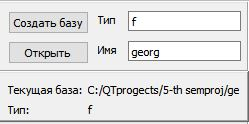 Создать базу Тип f
Открыть Имя georg
Текущая база: C:/QTprogects/5-th semproj/ge
Тип: f